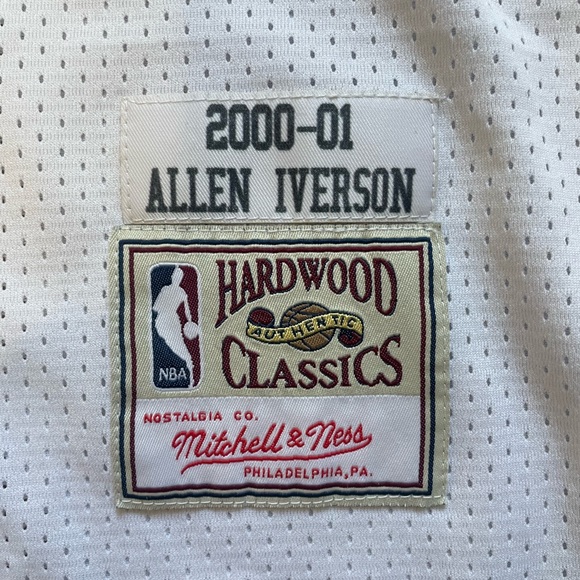 2000-01
ALLEN IVERSON
HARDWOOD
AUTHENTIC
CLASSICS
NBA
NOSTALGIA CO.
Mitchell & Ness
PHILADELPHIA, PA.